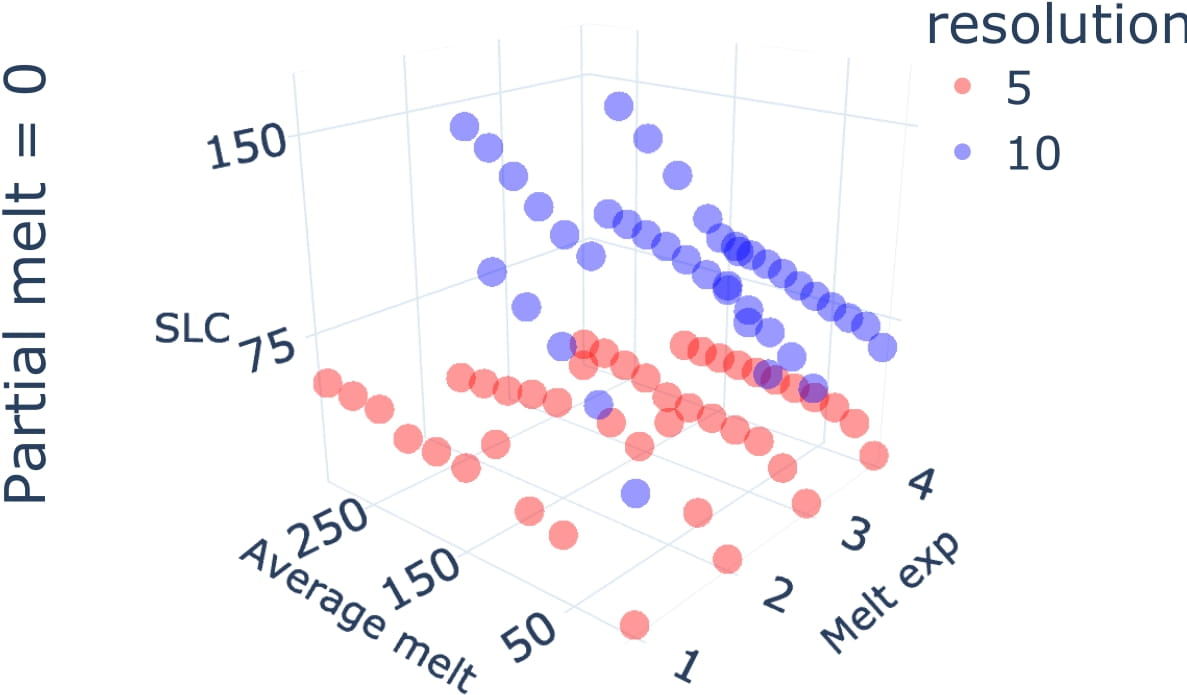 Partial melt = 0
resolution
5
10
150
75
SLC
250
150
50
Average melt
1
2
3
4
Melt exp